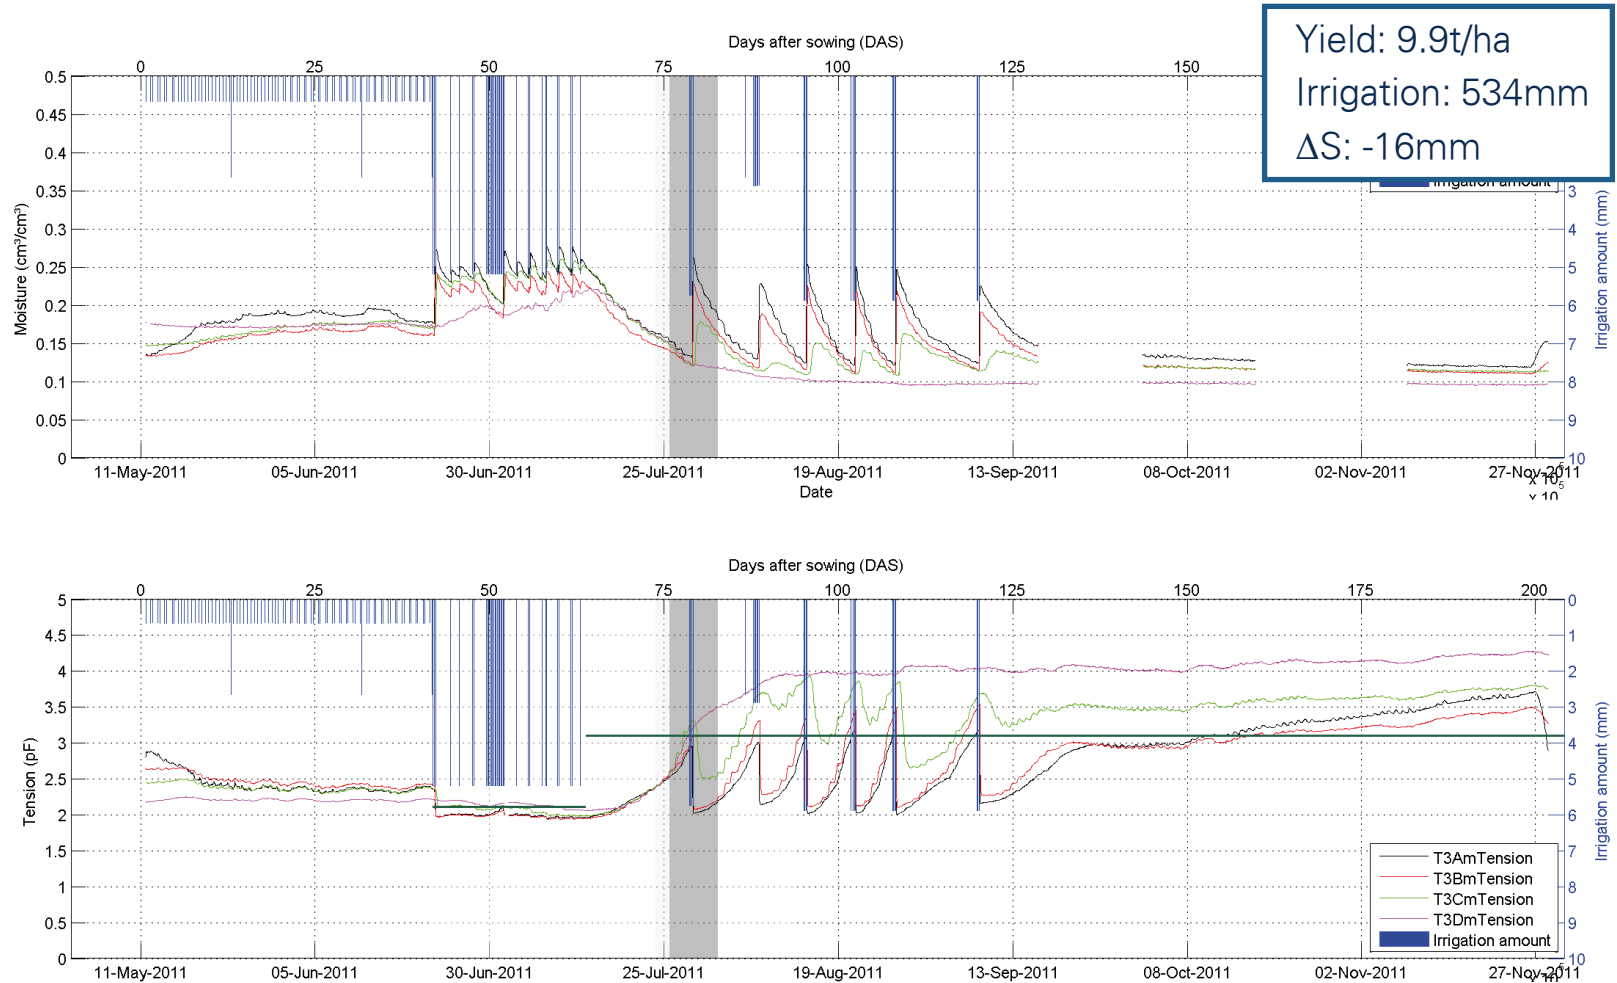 Yield: 9.9t/ha
Irrigation: 534mm
ΔS: -16mm
Days after sowing (DAS)
0 25 50 75 100 125 150
0.5
0.45
0.4
0.35
0.3
0.25
0.2
0.15
0.1
0.05
0
Moisture (cm³/cm³)
Irrigation amount
3
4
5
6
7
8
9
10
Irrigation amount (mm)
11-May-2011 05-Jun-2011 30-Jun-2011 25-Jul-2011 19-Aug-2011 13-Sep-2011 08-Oct-2011 02-Nov-2011 27-Nov-2011
x 10⁵
Date
Days after sowing (DAS)
0 25 50 75 100 125 150 175 200
5
4.5
4
3.5
3
2.5
2
1.5
1
0.5
0
Tension (pF)
0
1
2
3
4
5
6
7
8
9
10
Irrigation amount (mm)
T3AmTension
T3BmTension
T3CmTension
T3DmTension
Irrigation amount
11-May-2011 05-Jun-2011 30-Jun-2011 25-Jul-2011 19-Aug-2011 13-Sep-2011 08-Oct-2011 02-Nov-2011 27-Nov-2011